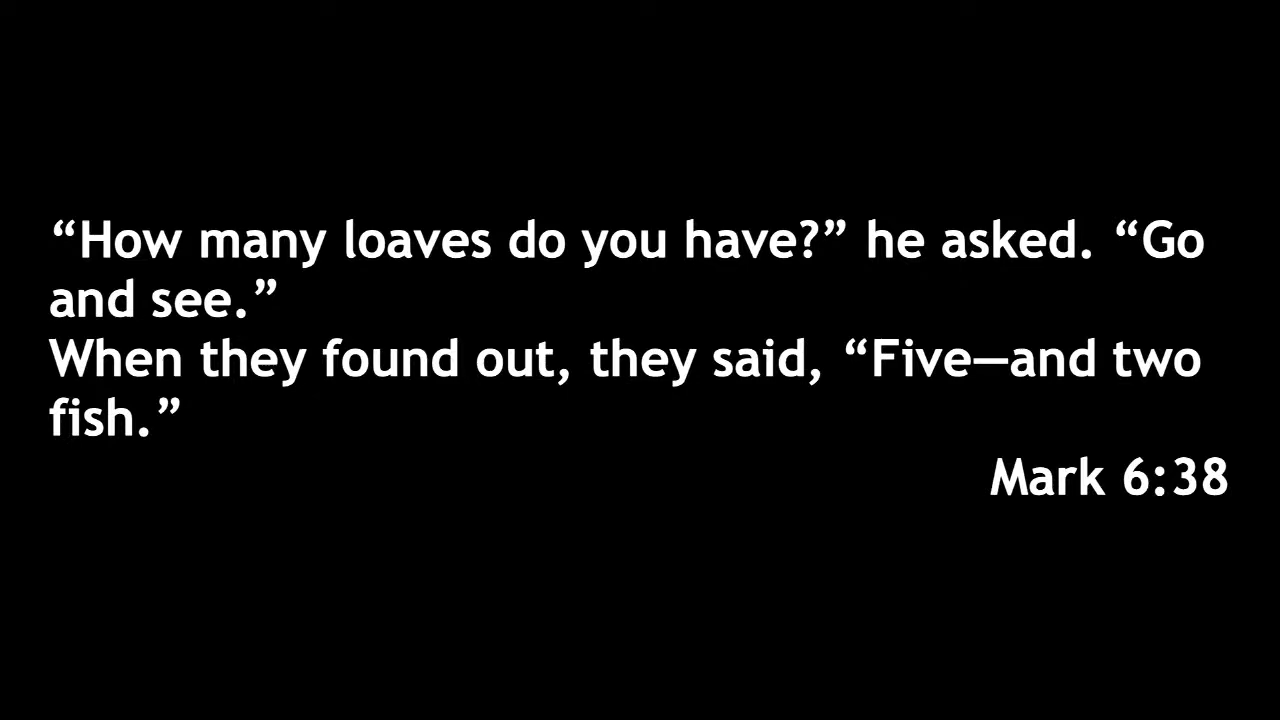 “How many loaves do you have?” he asked. “Go
and see.”
When they found out, they said, “Five—and two
fish.”
Mark 6:38